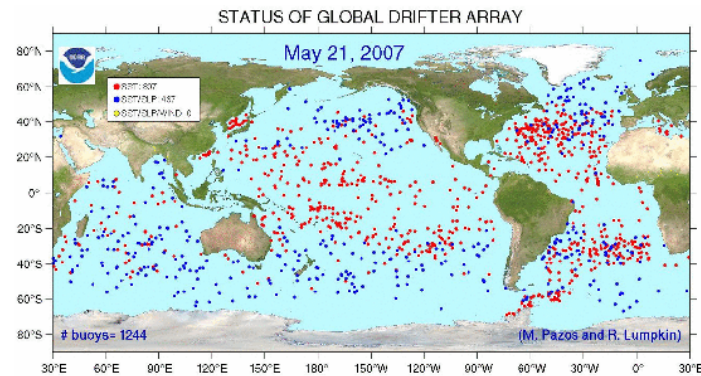 STATUS OF GLOBAL DRIFTER ARRAY
May 21, 2007
SST: 807
SST/SLP: 437
SST/SLP/WIND: 0
80°N
60°N
40°N
20°N
0°
20°S
40°S
60°S
80°S
# buoys= 1244
(M. Pazos and R. Lumpkin)
30°E 60°E 90°E 120°E 150°E 180° 150°W 120°W 90°W 60°W 30°W 0° 30°E